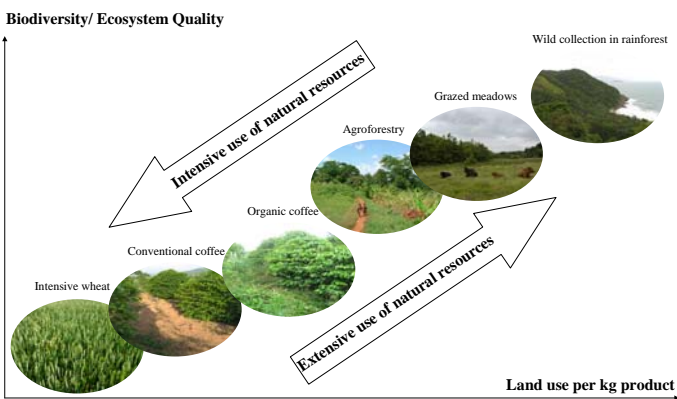 Biodiversity/ Ecosystem Quality
Wild collection in rainforest
Intensive use of natural resources
Grazed meadows
Agroforestry
Organic coffee
Conventional coffee
Intensive wheat
Extensive use of natural resources
Land use per kg product